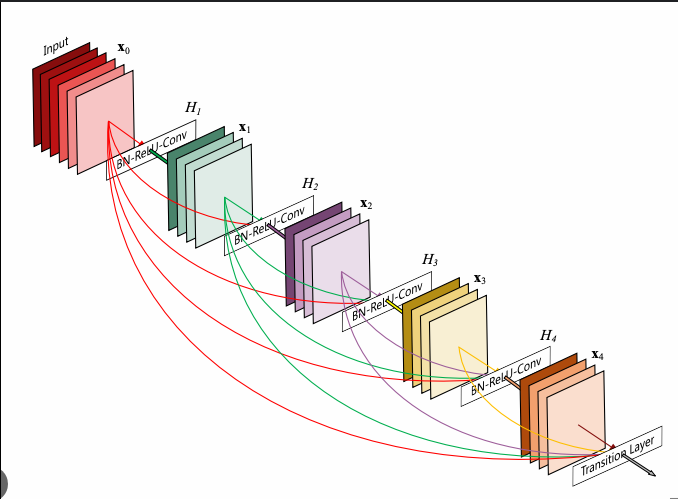 Input
x₀
H₁
BN-ReLU-Conv
x₁
H₂
BN-ReLU-Conv
x₂
H₃
BN-ReLU-Conv
x₃
H₄
BN-ReLU-Conv
x₄
Transition Layer